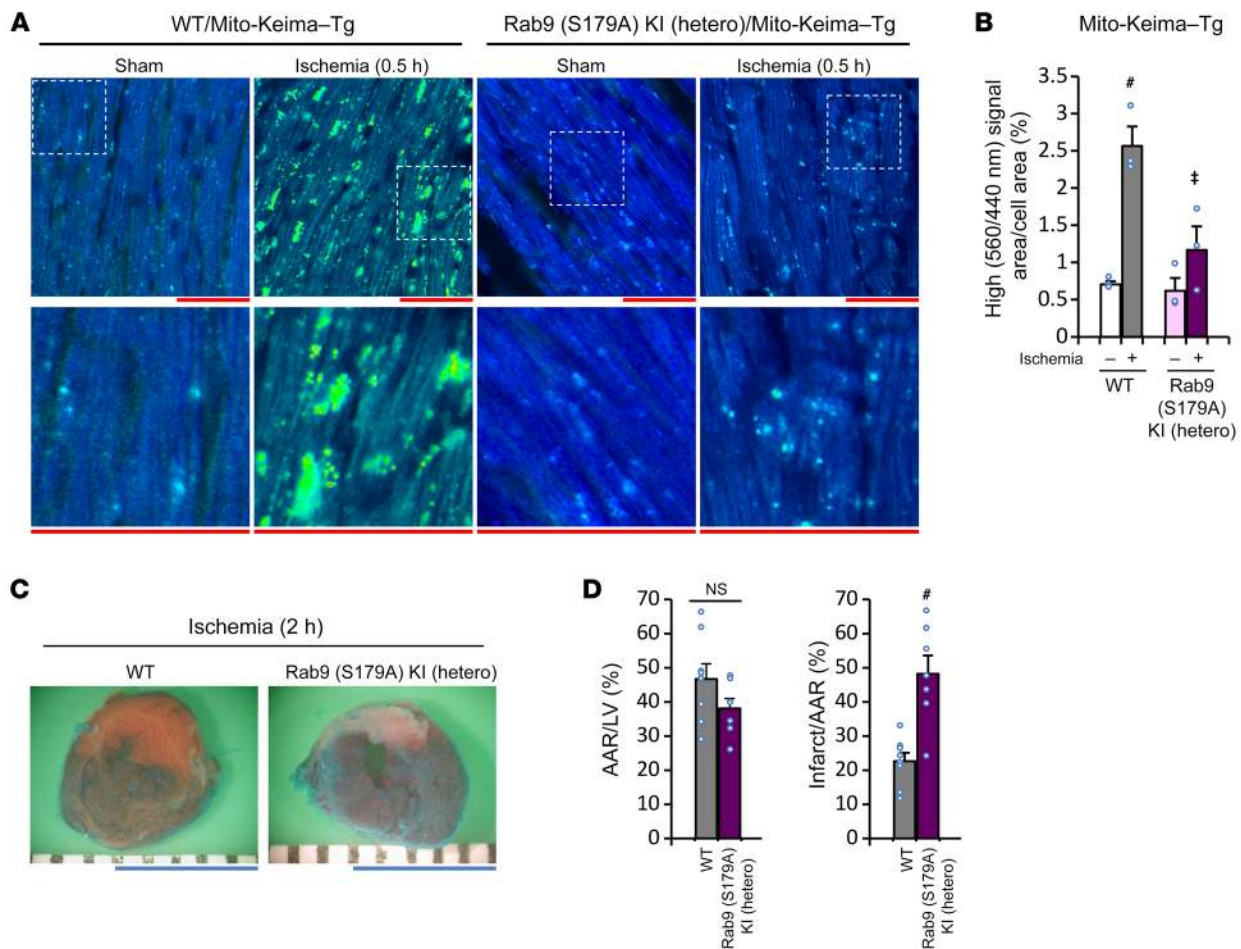 A
WT/Mito-Keima–Tg
Rab9 (S179A) KI (hetero)/Mito-Keima–Tg
Sham
Ischemia (0.5 h)
Sham
Ischemia (0.5 h)
B
Mito-Keima–Tg
High (560/440 nm) signal
area/cell area (%)
3.5
3
2.5
2
1.5
1
0.5
0
#
‡
Ischemia
– + – +
WT
Rab9
(S179A)
KI (hetero)
C
Ischemia (2 h)
WT
Rab9 (S179A) KI (hetero)
D
AAR/LV (%)
70
60
50
40
30
20
10
0
NS
WT
Rab9 (S179A)
KI (hetero)
Infarct/AAR (%)
70
60
50
40
30
20
10
0
#
WT
Rab9 (S179A)
KI (hetero)